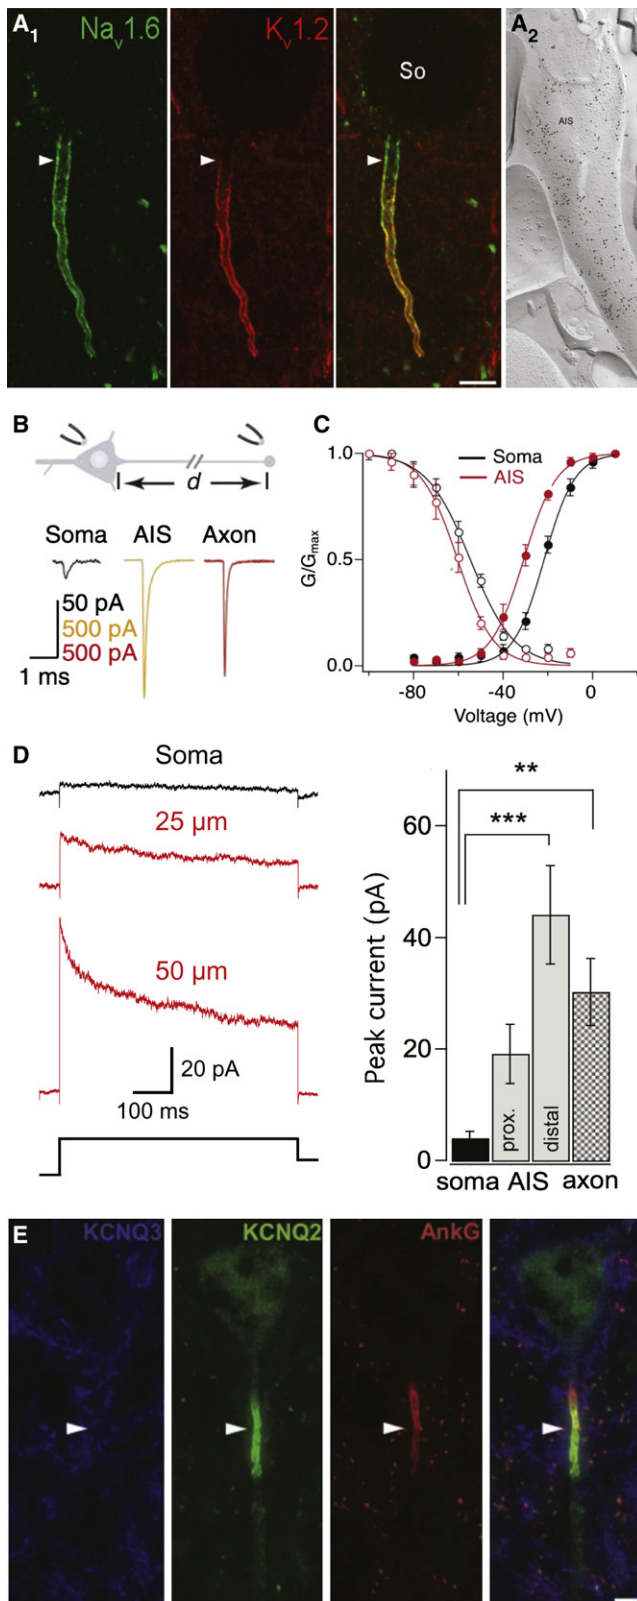 A1
Nav1.6
Kv1.2
So
A2
AIS
B
d
Soma AIS Axon
50 pA
500 pA
500 pA
1 ms
C
Soma
AIS
G/Gmax
1.0
0.5
0.0
-80 -40 0
Voltage (mV)
D
Soma
25 µm
50 µm
20 pA
100 ms
Peak current (pA)
60
40
20
0
**
***
prox.
distal
soma AIS axon
E
KCNQ3
KCNQ2
AnkG